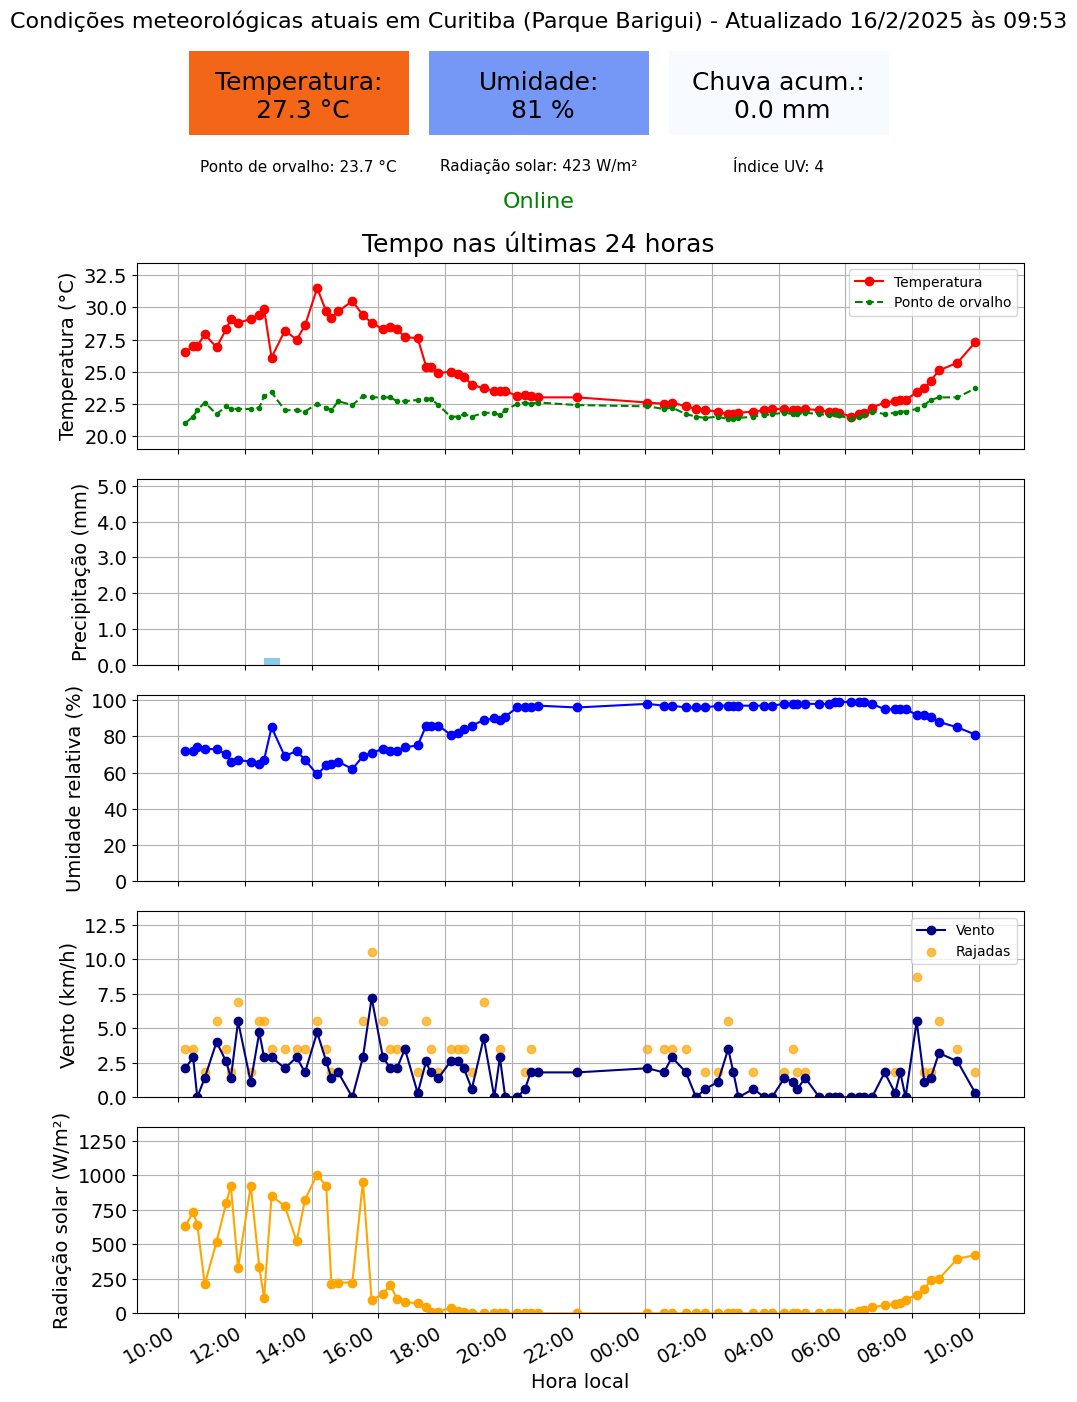 Condições meteorológicas atuais em Curitiba (Parque Barigui) - Atualizado 16/2/2025 às 09:53
Temperatura:
27.3 °C
Umidade:
81 %
Chuva acum.:
0.0 mm
Ponto de orvalho: 23.7 °C
Radiação solar: 423 W/m²
Índice UV: 4
Online
Tempo nas últimas 24 horas
Temperatura (°C)
32.5
30.0
27.5
25.0
22.5
20.0
Temperatura
Ponto de orvalho
Precipitação (mm)
5.0
4.0
3.0
2.0
1.0
0.0
Umidade relativa (%)
100
80
60
40
20
0
Vento (km/h)
12.5
10.0
7.5
5.0
2.5
0.0
Vento
Rajadas
Radiação solar (W/m²)
1250
1000
750
500
250
0
10:00
12:00
14:00
16:00
18:00
20:00
22:00
00:00
02:00
04:00
06:00
08:00
10:00
Hora local